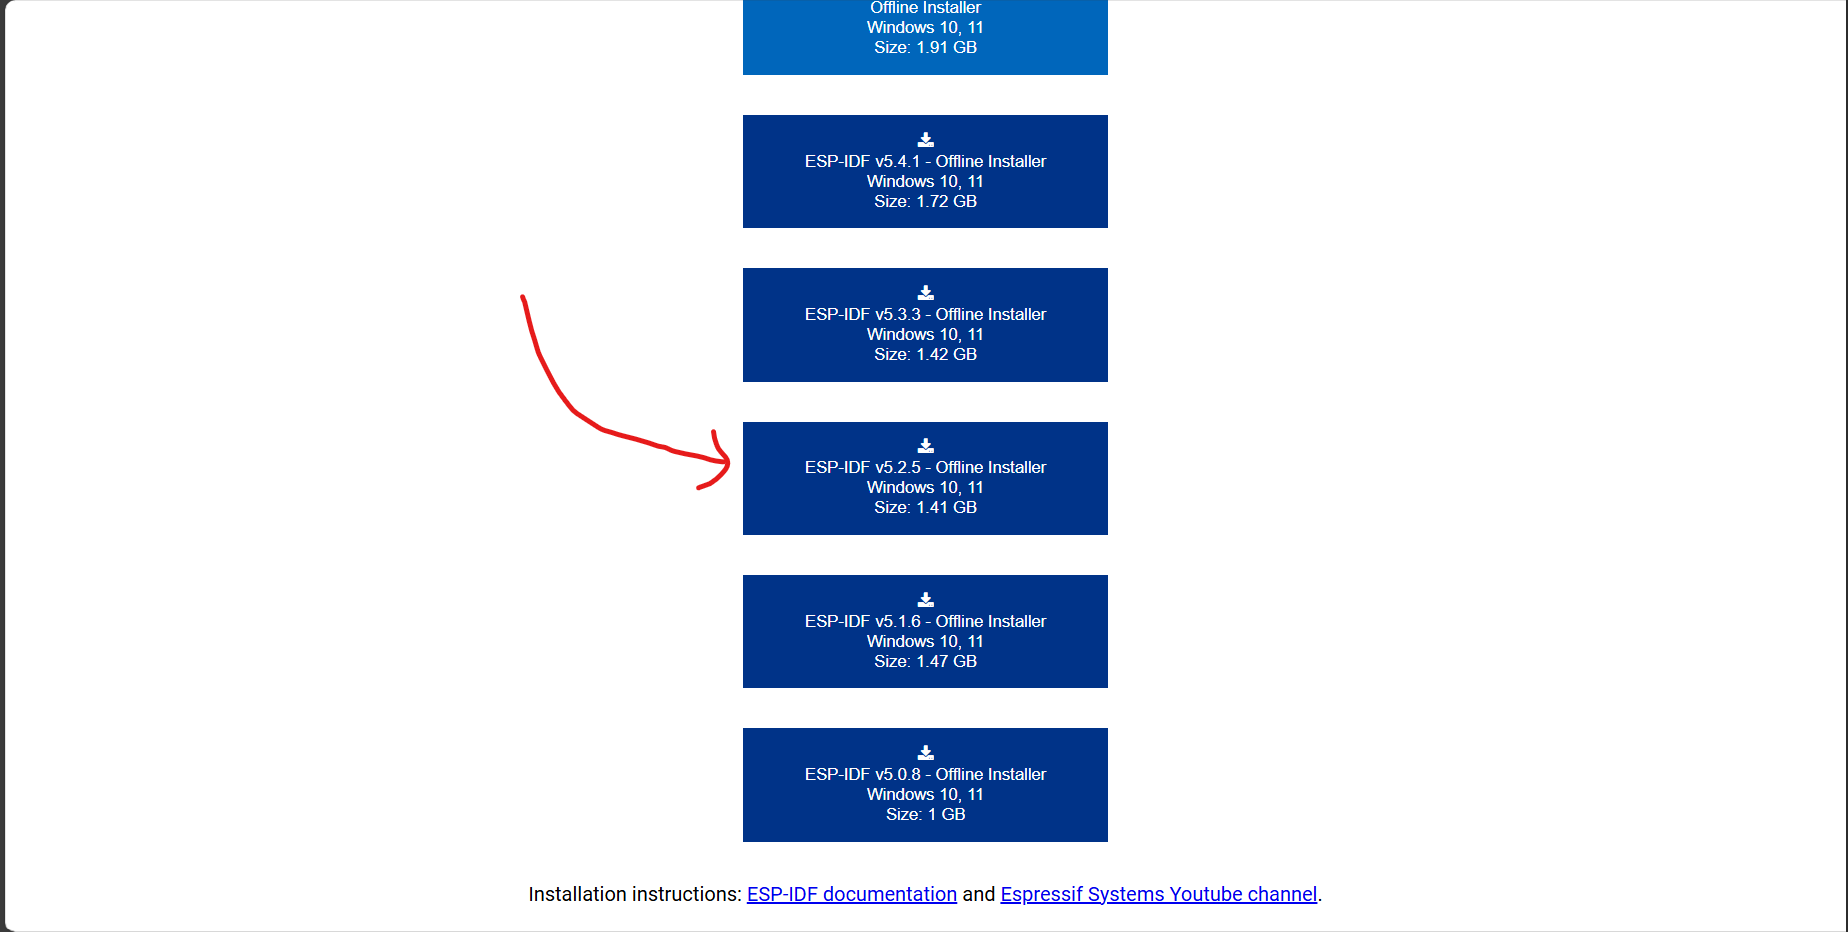 Offline Installer
Windows 10, 11
Size: 1.91 GB
ESP-IDF v5.4.1 - Offline Installer
Windows 10, 11
Size: 1.72 GB
ESP-IDF v5.3.3 - Offline Installer
Windows 10, 11
Size: 1.42 GB
ESP-IDF v5.2.5 - Offline Installer
Windows 10, 11
Size: 1.41 GB
ESP-IDF v5.1.6 - Offline Installer
Windows 10, 11
Size: 1.47 GB
ESP-IDF v5.0.8 - Offline Installer
Windows 10, 11
Size: 1 GB
Installation instructions: ESP-IDF documentation and Espressif Systems Youtube channel.